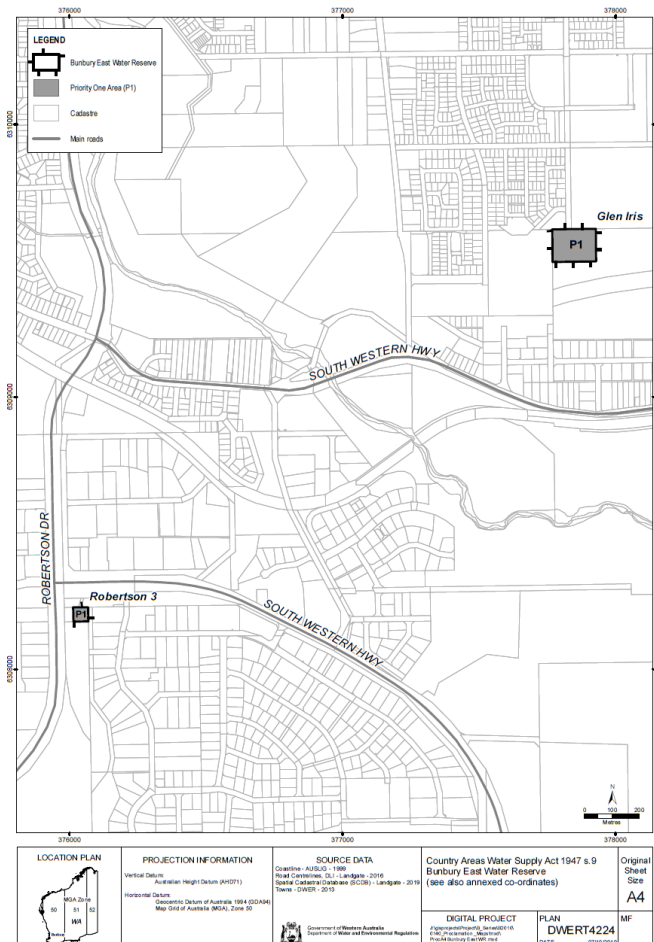 376000
377000
378000
LEGEND
Bunbury East Water Reserve
Priority One Area (P1)
Cadastre
Main roads
6310000
Glen Iris
P1
SOUTH WESTERN HWY
6309000
ROBERTSON DR
Robertson 3
P1
SOUTH WESTERN HWY
6308000
N
0 100 200
Metres
376000
377000
378000
LOCATION PLAN
MGA Zone
50 51 52
WA
PROJECTION INFORMATION
Vertical Datum
Australian Height Datum (AHD71)
Horizontal Datum
Geocentric Datum of Australia 1994 (GDA94)
Map Grid of Australia (MGA), Zone 50
SOURCE DATA
Coastline - AUSLIG - 1999
Road Centrelines, DLI - Landgate - 2016
Spatial Cadastral Database (SCDB) - Landgate - 2019
Towns - DWER - 2013
Government of Western Australia
Department of Water and Environmental Regulation
Country Areas Water Supply Act 1947 s.9
Bunbury East Water Reserve
(see also annexed co-ordinates)
Original
Sheet
Size
A4
DIGITAL PROJECT
PLAN
DWERT4224
MF